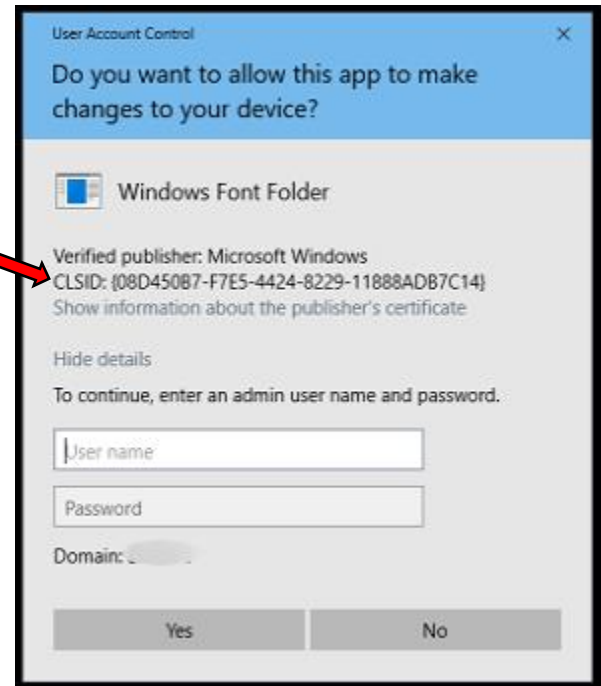 User Account Control
Do you want to allow this app to make
changes to your device?
Windows Font Folder
Verified publisher: Microsoft Windows
CLSID: {08D450B7-F7E5-4424-8229-11888ADB7C14}
Show information about the publisher's certificate
Hide details
To continue, enter an admin user name and password.
User name
Password
Domain:
Yes
No